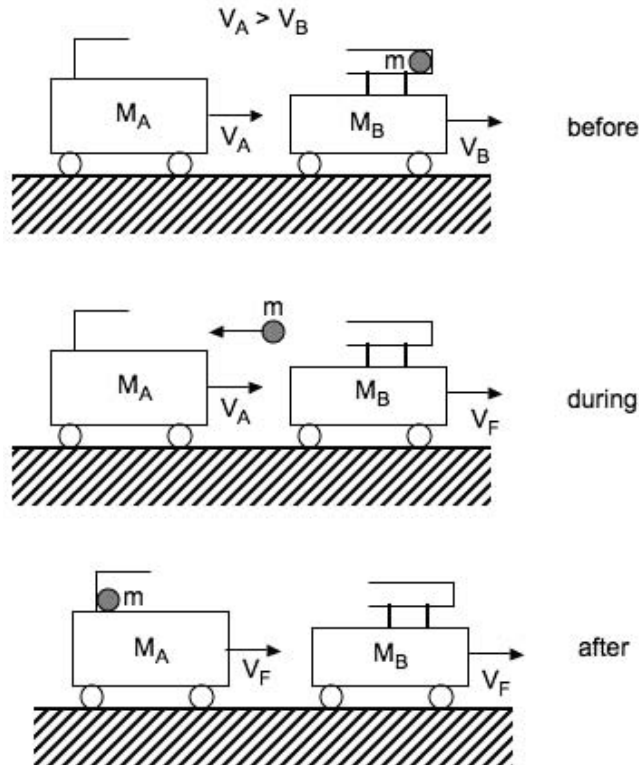 V_A > V_B
m
M_A M_B
V_A V_B
before
m
M_A M_B
V_A V_F
during
m
M_A M_B
V_F V_F
after